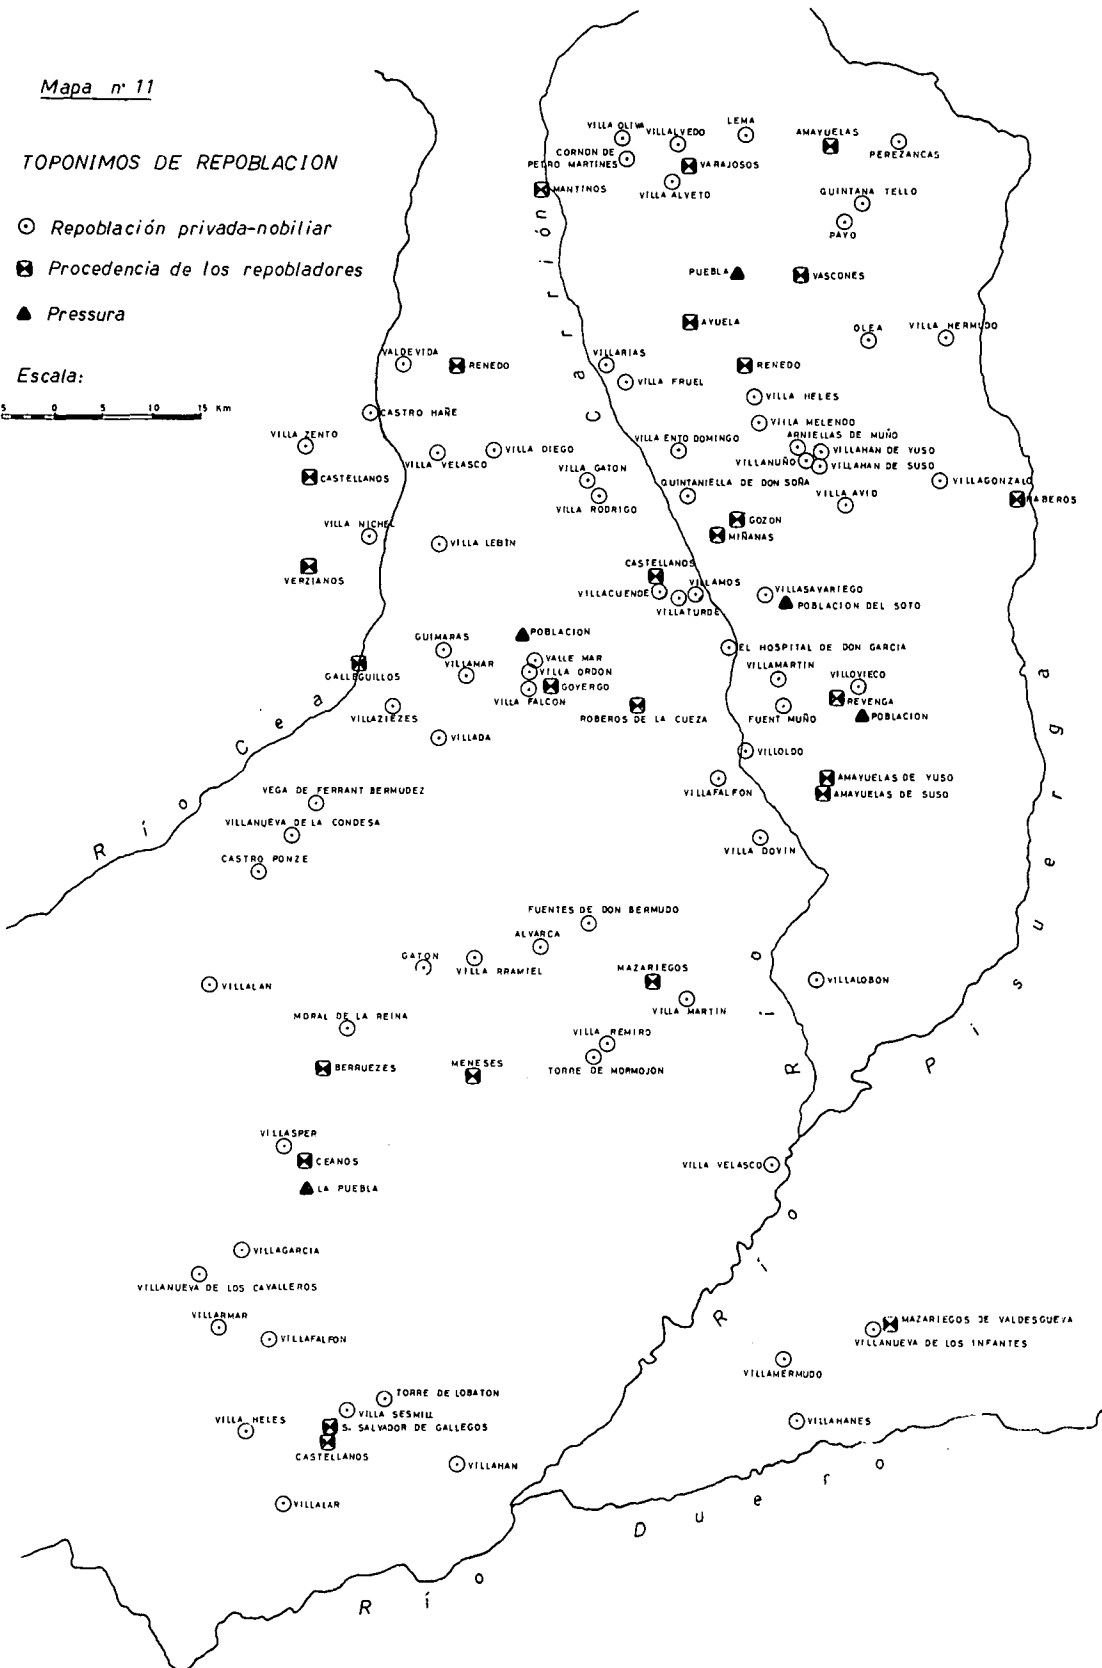 Mapa nº 11
TOPONIMOS DE REPOBLACION
Repoblación privada-nobiliar
Procedencia de los repobladores
Pressura
Escala:
5 0 5 10 15 Km
VILLA OLIVA
VILLALVEDO
LEMA
AMAYUELAS
PEREZANCAS
CORNON DE
PEDRO MARTINES
VARAJOSOS
MANTINOS
VILLA ALVETO
QUINTANA TELLO
PAYO
PUEBLA
VASCONES
AYUELA
OLEA
VILLA HERMUDO
VALDEVIDA
RENEDO
VILLARIAS
RENEDO
VILLA FRUEL
VILLA HELES
CASTRO HAÑE
VILLA MELENDO
VILLA ZENTO
VILLA VELASCO
VILLA DIEGO
VILLA ENTO DOMINGO
ARNIELLAS DE MUÑO
VILLAHAN DE YUSO
VILLANUÑO
VILLAHAN DE SUSO
CASTELLANOS
VILLA GATON
VILLA RODRIGO
QUINTANIELLA DE DON SOÑA
VILLA AVID
VILLAGONZALO
RABEROS
VILLA NICHEL
VILLA LEBIN
GOZON
MIÑANAS
VERZIANOS
CASTELLANOS
VILLACUENDE
VILLAMOS
VILLATURDE
VILLASAVARIEGO
POBLACION DEL SOTO
GUIMARAS
POBLACION
EL HOSPITAL DE DON GARCIA
GALLEGUILLOS
VILLAMAR
VALLE MAR
VILLA ORDON
GOYERGO
VILLA FALCON
VILLAMARTIN
VILLOVIECO
REVENGA
VILLAZIEZES
ROBEROS DE LA CUEZA
FUENT MUÑO
POBLACION
VILLADA
VILLOLDO
VILLAFALFON
AMAYUELAS DE YUSO
AMAYUELAS DE SUSO
VEGA DE FERRANT BERMUDEZ
VILLANUEVA DE LA CONDESA
VILLA DOVIN
CASTRO PONZE
FUENTES DE DON BERMUDO
ALVARCA
GATON
VILLA RRAMIEL
MAZARIEGOS
VILLALAN
VILLA MARTIN
VILLALOBON
MORAL DE LA REINA
VILLA REMIRO
TORRE DE MORMOJON
BERRUEZES
MENESES
VILLASPER
CEANOS
VILLA VELASCO
LA PUEBLA
VILLAGARCIA
VILLANUEVA DE LOS CAVALLEROS
VILLARMAR
VILLAFALFON
MAZARIEGOS DE VALDESGUEVA
VILLANUEVA DE LOS INFANTES
VILLAMERMUDO
TORRE DE LOBATON
VILLA SESMILL
VILLA HELES
S. SALVADOR DE GALLEGOS
CASTELLANOS
VILLAHANES
VILLAHAN
VILLALAR
Río Cea
Río Carrión
Río Pisuerga
Río Duero